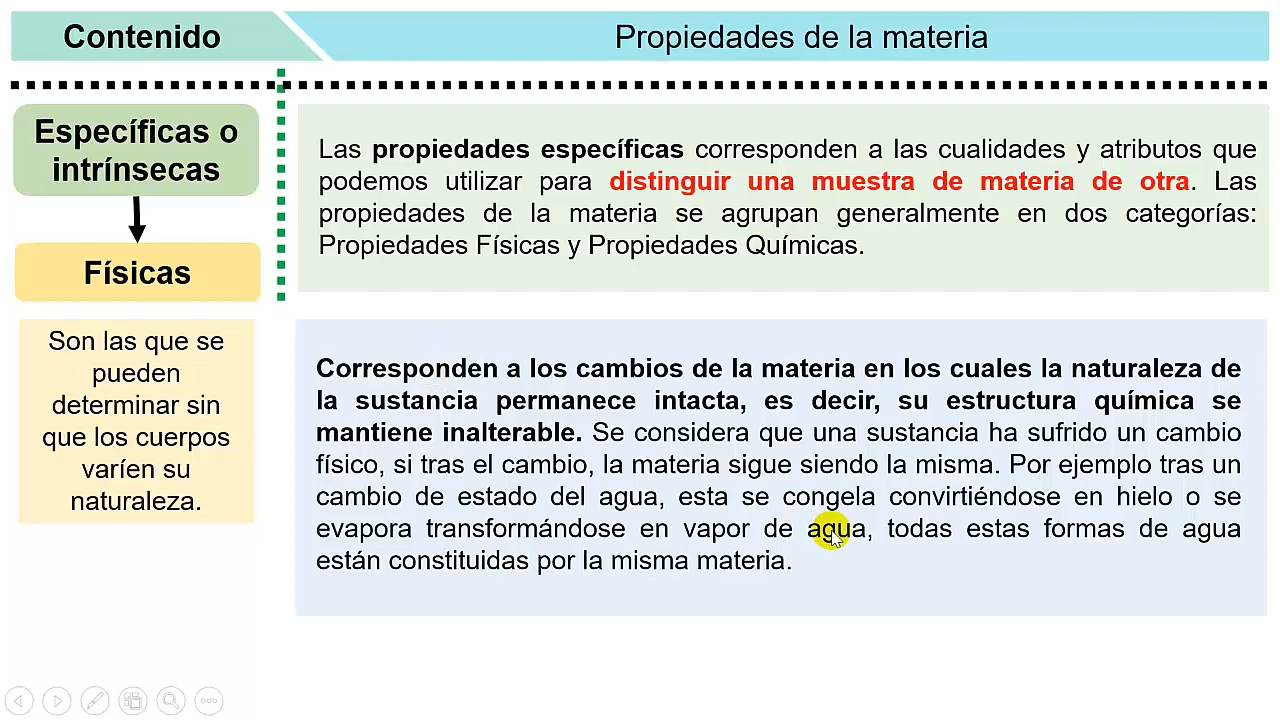 Contenido
Propiedades de la materia
Específicas o
intrínsecas
Físicas
Son las que se
pueden
determinar sin
que los cuerpos
varíen su
naturaleza.
Las propiedades específicas corresponden a las cualidades y atributos que
podemos utilizar para distinguir una muestra de materia de otra. Las
propiedades de la materia se agrupan generalmente en dos categorías:
Propiedades Físicas y Propiedades Químicas.
Corresponden a los cambios de la materia en los cuales la naturaleza de
la sustancia permanece intacta, es decir, su estructura química se
mantiene inalterable. Se considera que una sustancia ha sufrido un cambio
físico, si tras el cambio, la materia sigue siendo la misma. Por ejemplo tras un
cambio de estado del agua, esta se congela convirtiéndose en hielo o se
evapora transformándose en vapor de agua, todas estas formas de agua
están constituidas por la misma materia.